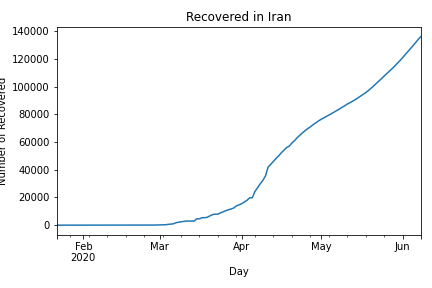 Recovered in Iran
Number of Recovered
140000
120000
100000
80000
60000
40000
20000
0
Feb
2020
Mar
Apr
May
Jun
Day